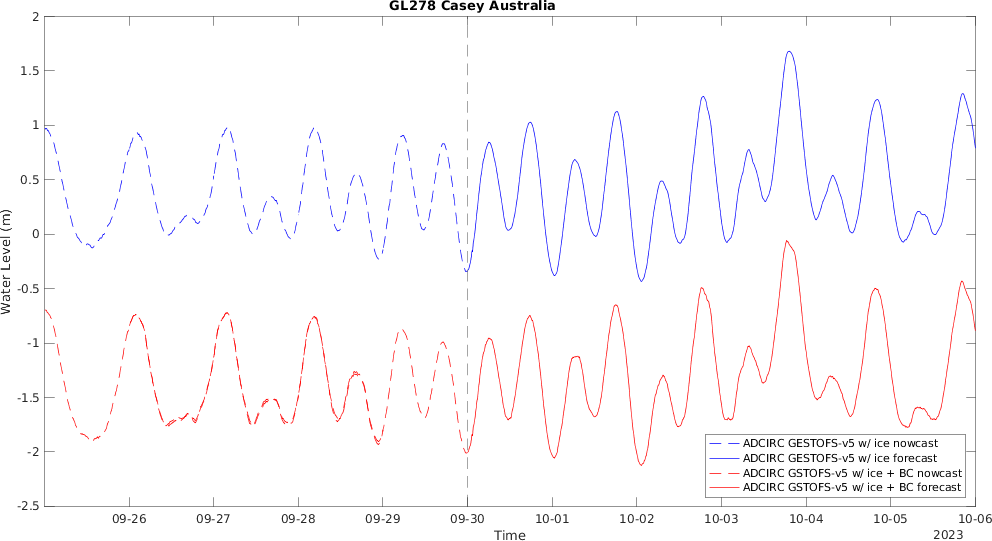 GL278 Casey Australia
2
1.5
1
0.5
0
-0.5
-1
-1.5
-2
-2.5
Water Level (m)
ADCIRC GESTOFS-v5 w/ ice nowcast
ADCIRC GESTOFS-v5 w/ ice forecast
ADCIRC GSTOFS-v5 w/ ice + BC nowcast
ADCIRC GSTOFS-v5 w/ ice + BC forecast
09-26 09-27 09-28 09-29 09-30 10-01 10-02 10-03 10-04 10-05 10-06
Time
2023